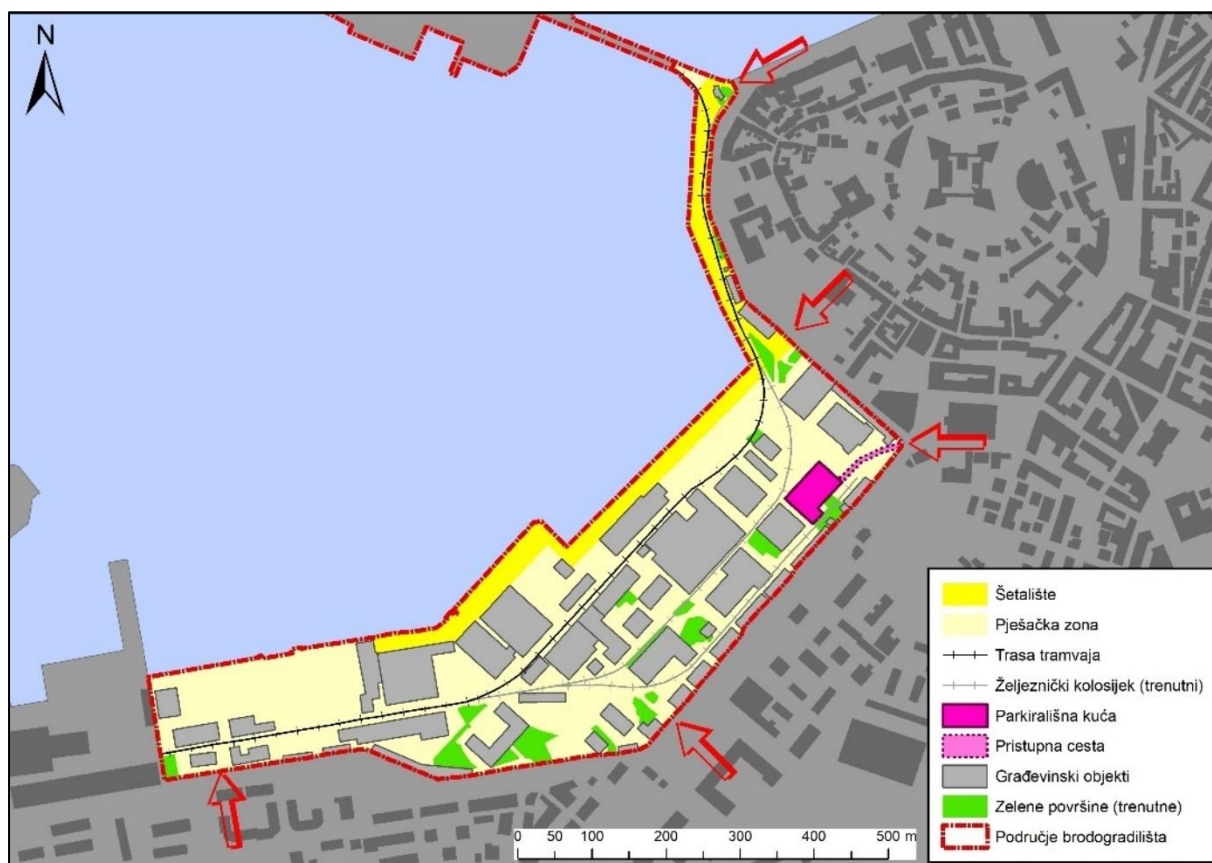 N
Šetalište
Pješačka zona
Trasa tramvaja
Željeznički kolosijek (trenutni)
Parkirališna kuća
Pristupna cesta
Građevinski objekti
Zelene površine (trenutne)
Područje brodogradilišta
0 50 100 200 300 400 500 m